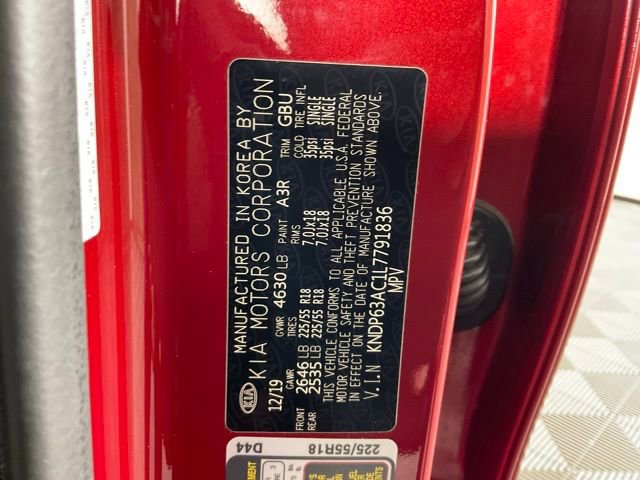 MANUFACTURED IN KOREA BY
KIA MOTORS CORPORATION
KIA
12/19 GVWR 4630 LB PAINT A3R TRIM GBU
GAWR TIRES RIMS COLD TIRE INFL
FRONT 2646 LB 225/55 R18 7.0Jx18 35psi SINGLE
REAR 2535 LB 225/55 R18 7.0Jx18 35psi SINGLE
THIS VEHICLE CONFORMS TO ALL APPLICABLE U.S.A. FEDERAL
MOTOR VEHICLE SAFETY AND THEFT PREVENTION STANDARDS
IN EFFECT ON THE DATE OF MANUFACTURE SHOWN ABOVE.
V.I.N KNDP63AC1L7791836
MPV
D44
225/55R18